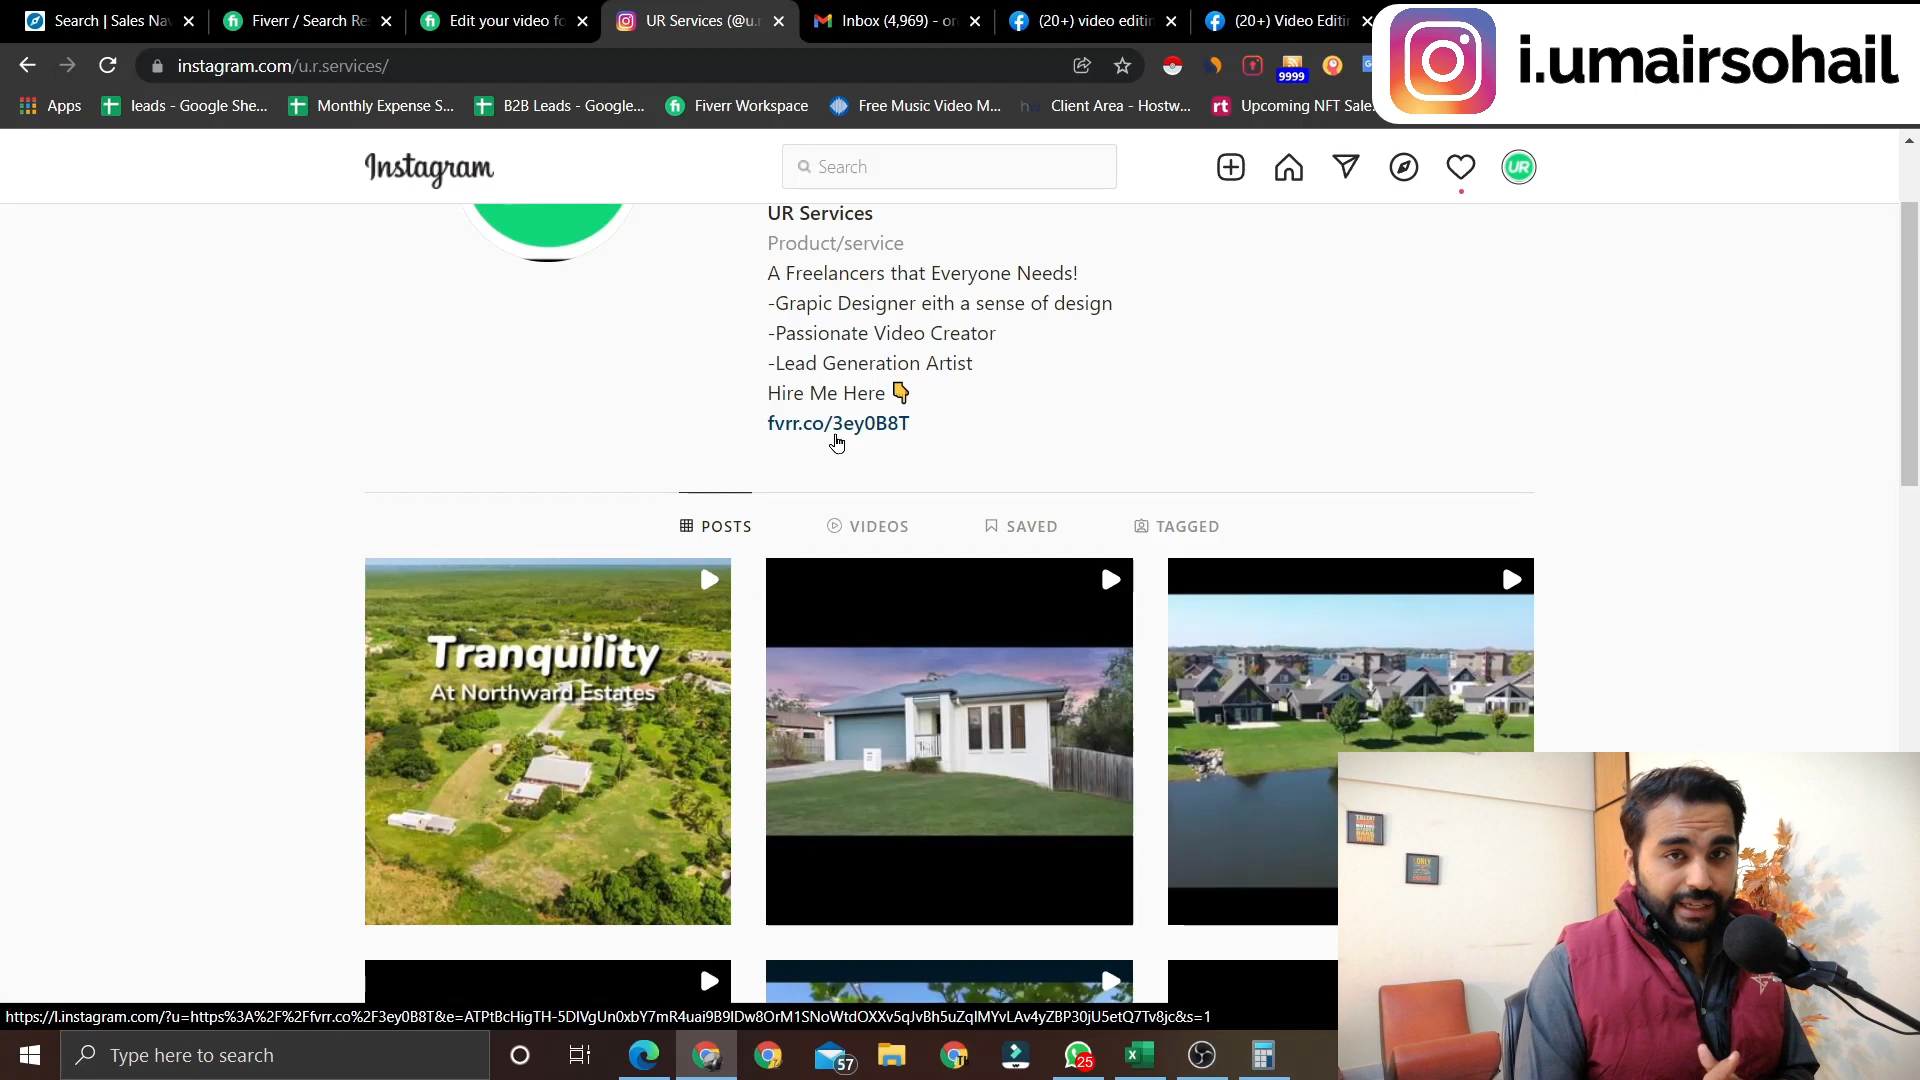 Search | Sales Na
Fiverr / Search Re
Edit your video fo
UR Services (@u.r
Inbox (4,969) - or
(20+) video editin
(20+) Video Editi
i.umairsohail
instagram.com/u.r.services/
9999
Apps
leads - Google She...
Monthly Expense S...
B2B Leads - Google...
Fiverr Workspace
Free Music Video M...
Client Area - Hostw...
rt
Upcoming NFT Sale
Instagram
Search
UR
UR Services
Product/service
A Freelancers that Everyone Needs!
-Grapic Designer eith a sense of design
-Passionate Video Creator
-Lead Generation Artist
Hire Me Here 👇
fvrr.co/3ey0B8T
POSTS
VIDEOS
SAVED
TAGGED
Tranquility
At Northward Estates
https://l.instagram.com/?u=https%3A%2F%2Ffvrr.co%2F3ey0B8T&e=ATPtBcHigTH-5DIVgUn0xbY7mR4uai9B9IDw8OrM1SNoWtdOXXv5qJvBh5uZqIMYvLAv4yZBP30jU5etQ7Tv8jc&s=1
Type here to search
57
25